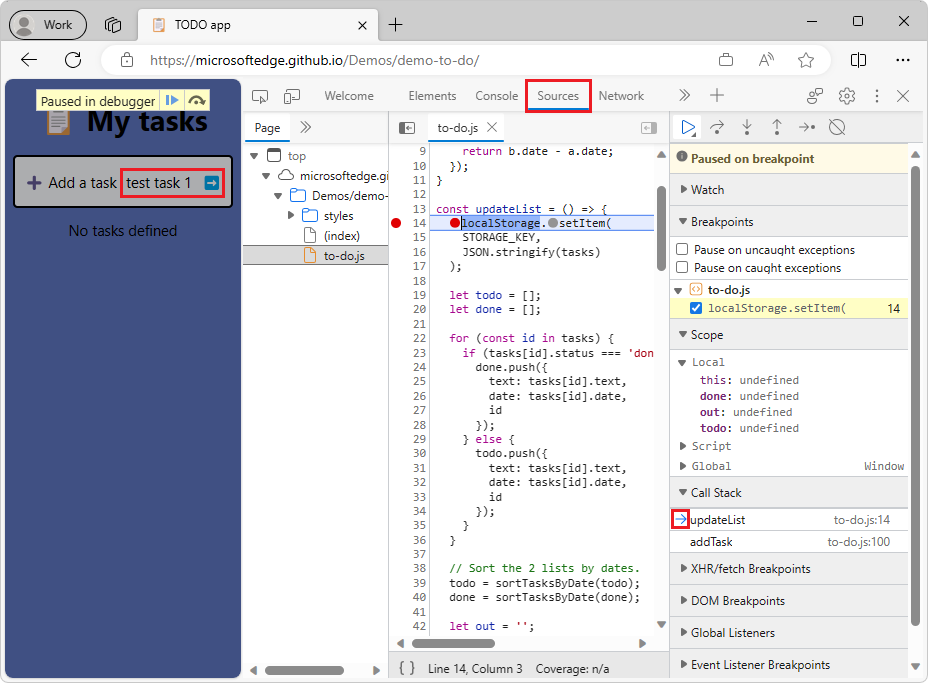 Work
TODO app
https://microsoftedge.github.io/Demos/demo-to-do/
Paused in debugger
My tasks
Add a task test task 1
No tasks defined
Welcome Elements Console Sources Network
Page
top
microsoftedge.gi
Demos/demo-
styles
(index)
to-do.js
to-do.js
9 return b.date - a.date;
10 });
11 }
12
13 const updateList = () => {
14 localStorage.setItem(
15 STORAGE_KEY,
16 JSON.stringify(tasks)
17 );
18
19 let todo = [];
20 let done = [];
21
22 for (const id in tasks) {
23 if (tasks[id].status === 'don
24 done.push({
25 text: tasks[id].text,
26 date: tasks[id].date,
27 id
28 });
29 } else {
30 todo.push({
31 text: tasks[id].text,
32 date: tasks[id].date,
33 id
34 });
35 }
36 }
37
38 // Sort the 2 lists by dates.
39 todo = sortTasksByDate(todo);
40 done = sortTasksByDate(done);
41
42 let out = '';
{ } Line 14, Column 3 Coverage: n/a
Paused on breakpoint
Watch
Breakpoints
Pause on uncaught exceptions
Pause on caught exceptions
to-do.js
localStorage.setItem( 14
Scope
Local
this: undefined
done: undefined
out: undefined
todo: undefined
Script
Global Window
Call Stack
updateList to-do.js:14
addTask to-do.js:100
XHR/fetch Breakpoints
DOM Breakpoints
Global Listeners
Event Listener Breakpoints